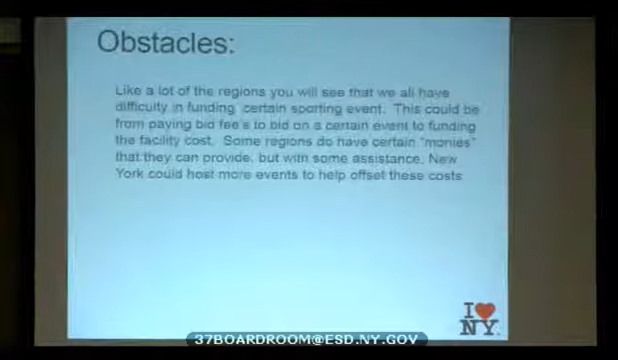 Obstacles:
Like a lot of the regions you will see that we all have
difficulty in funding certain sporting event. This could be
from paying bid fee's to bid on a certain event to funding
the facility cost. Some regions do have certain "monies"
that they can provide, but with some assistance, New
York could host more events to help offset these costs
I
NY
37BOARDROOM@ESD.NY.GOV